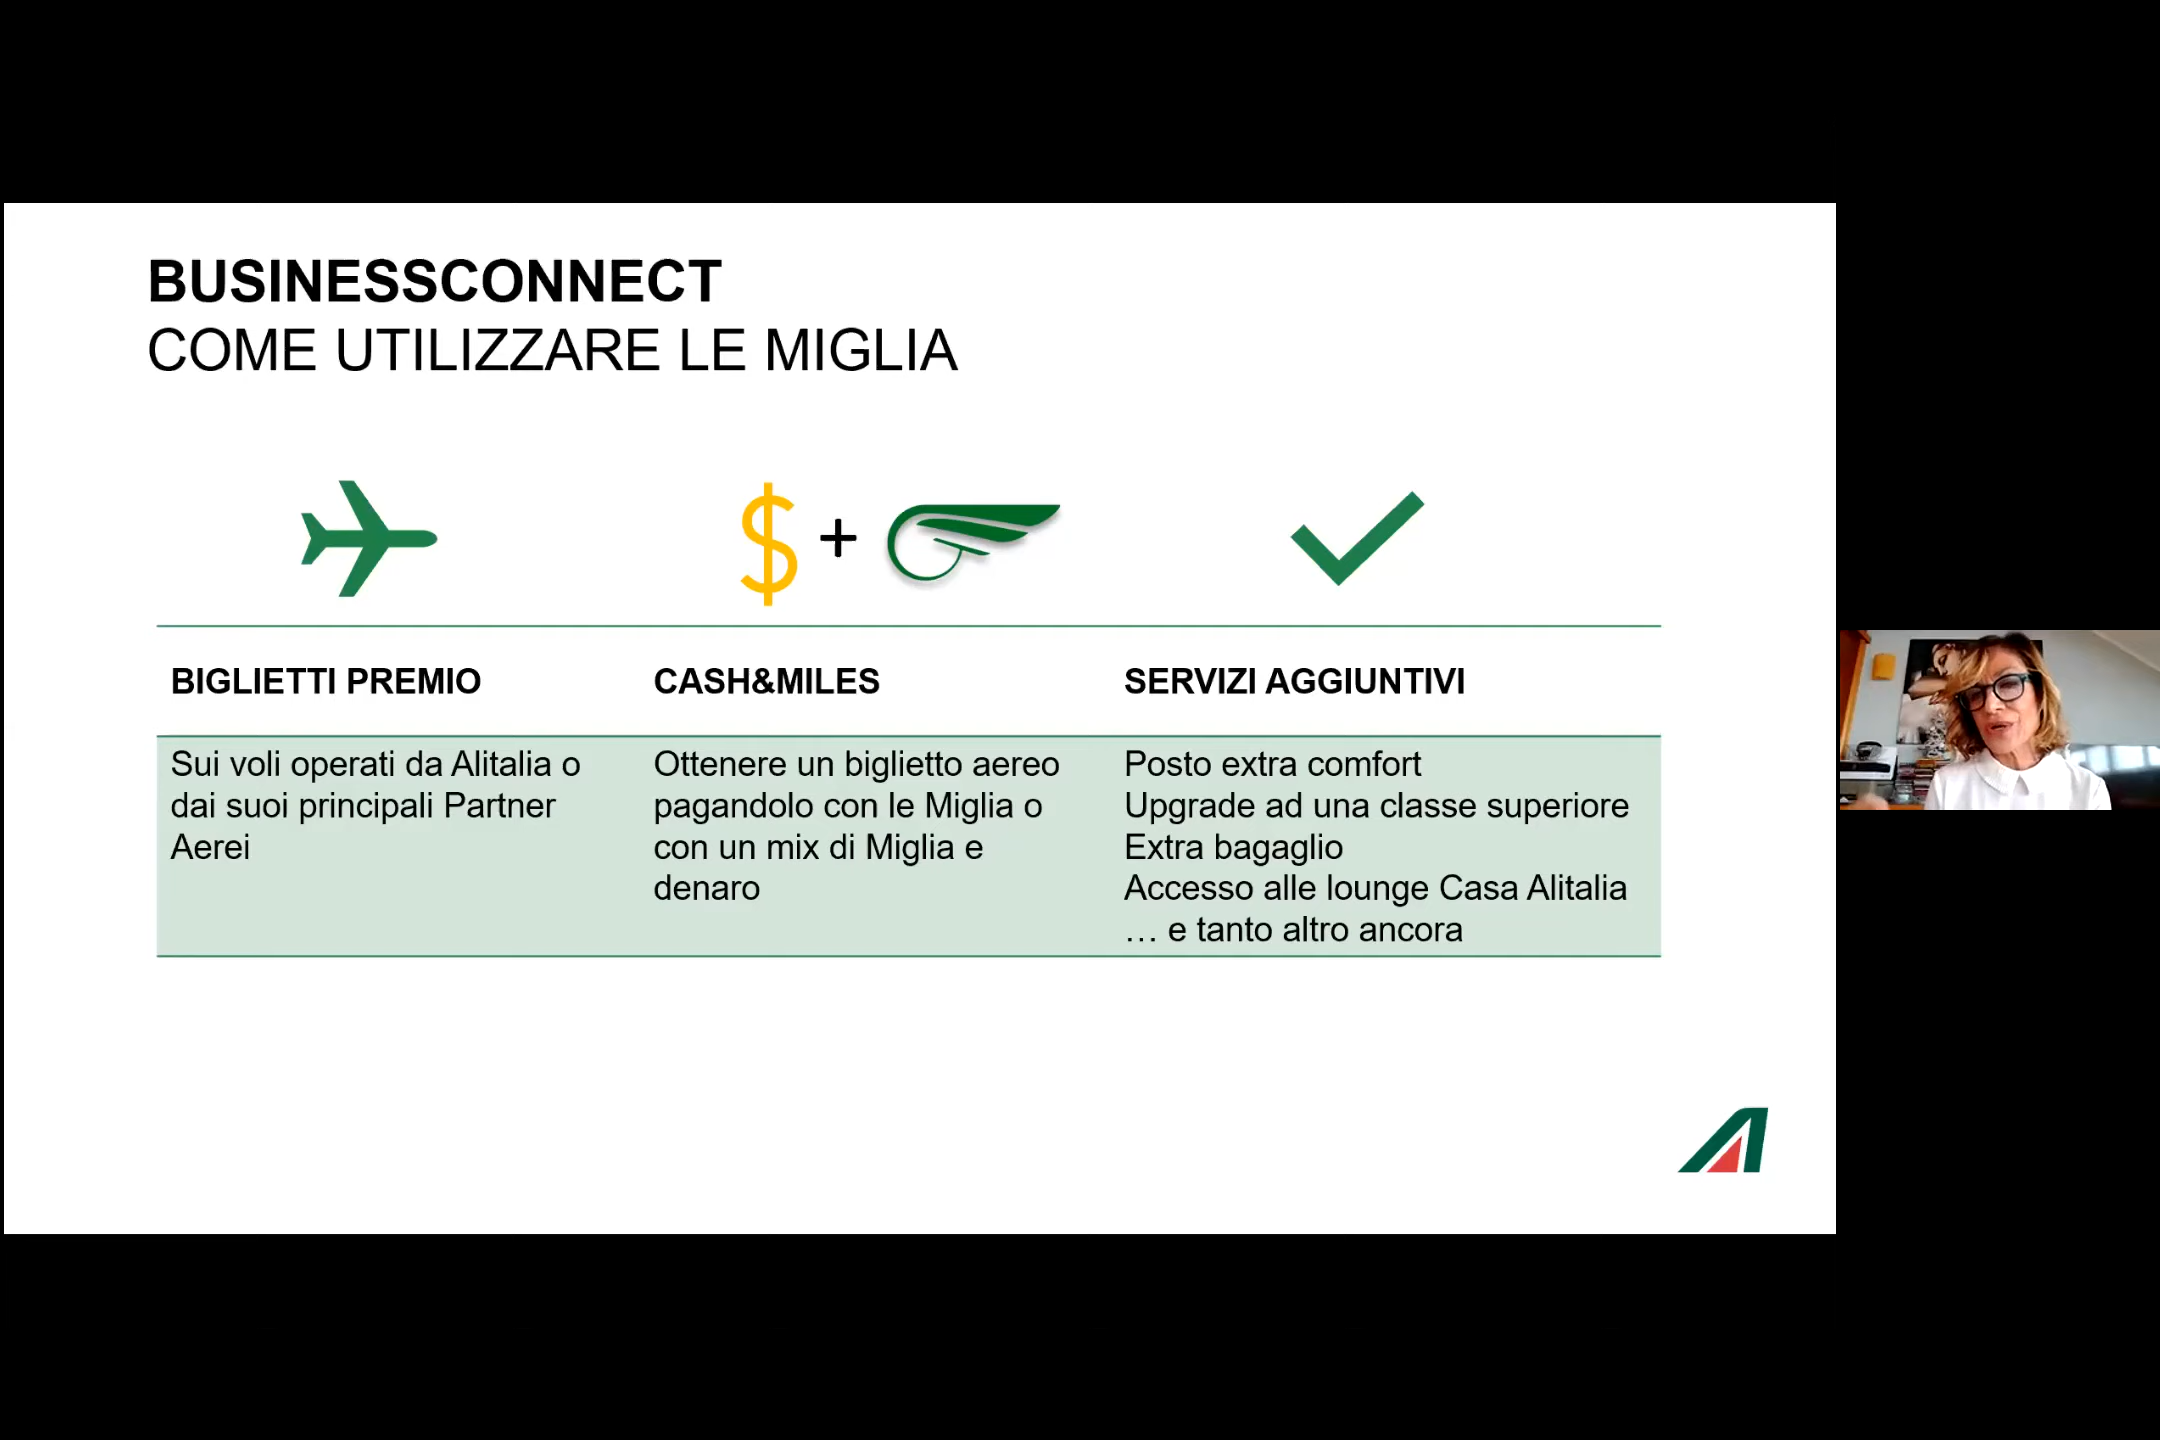 BUSINESSCONNECT
COME UTILIZZARE LE MIGLIA
$ +
BIGLIETTI PREMIO
Sui voli operati da Alitalia o
dai suoi principali Partner
Aerei
CASH&MILES
Ottenere un biglietto aereo
pagandolo con le Miglia o
con un mix di Miglia e
denaro
SERVIZI AGGIUNTIVI
Posto extra comfort
Upgrade ad una classe superiore
Extra bagaglio
Accesso alle lounge Casa Alitalia
… e tanto altro ancora